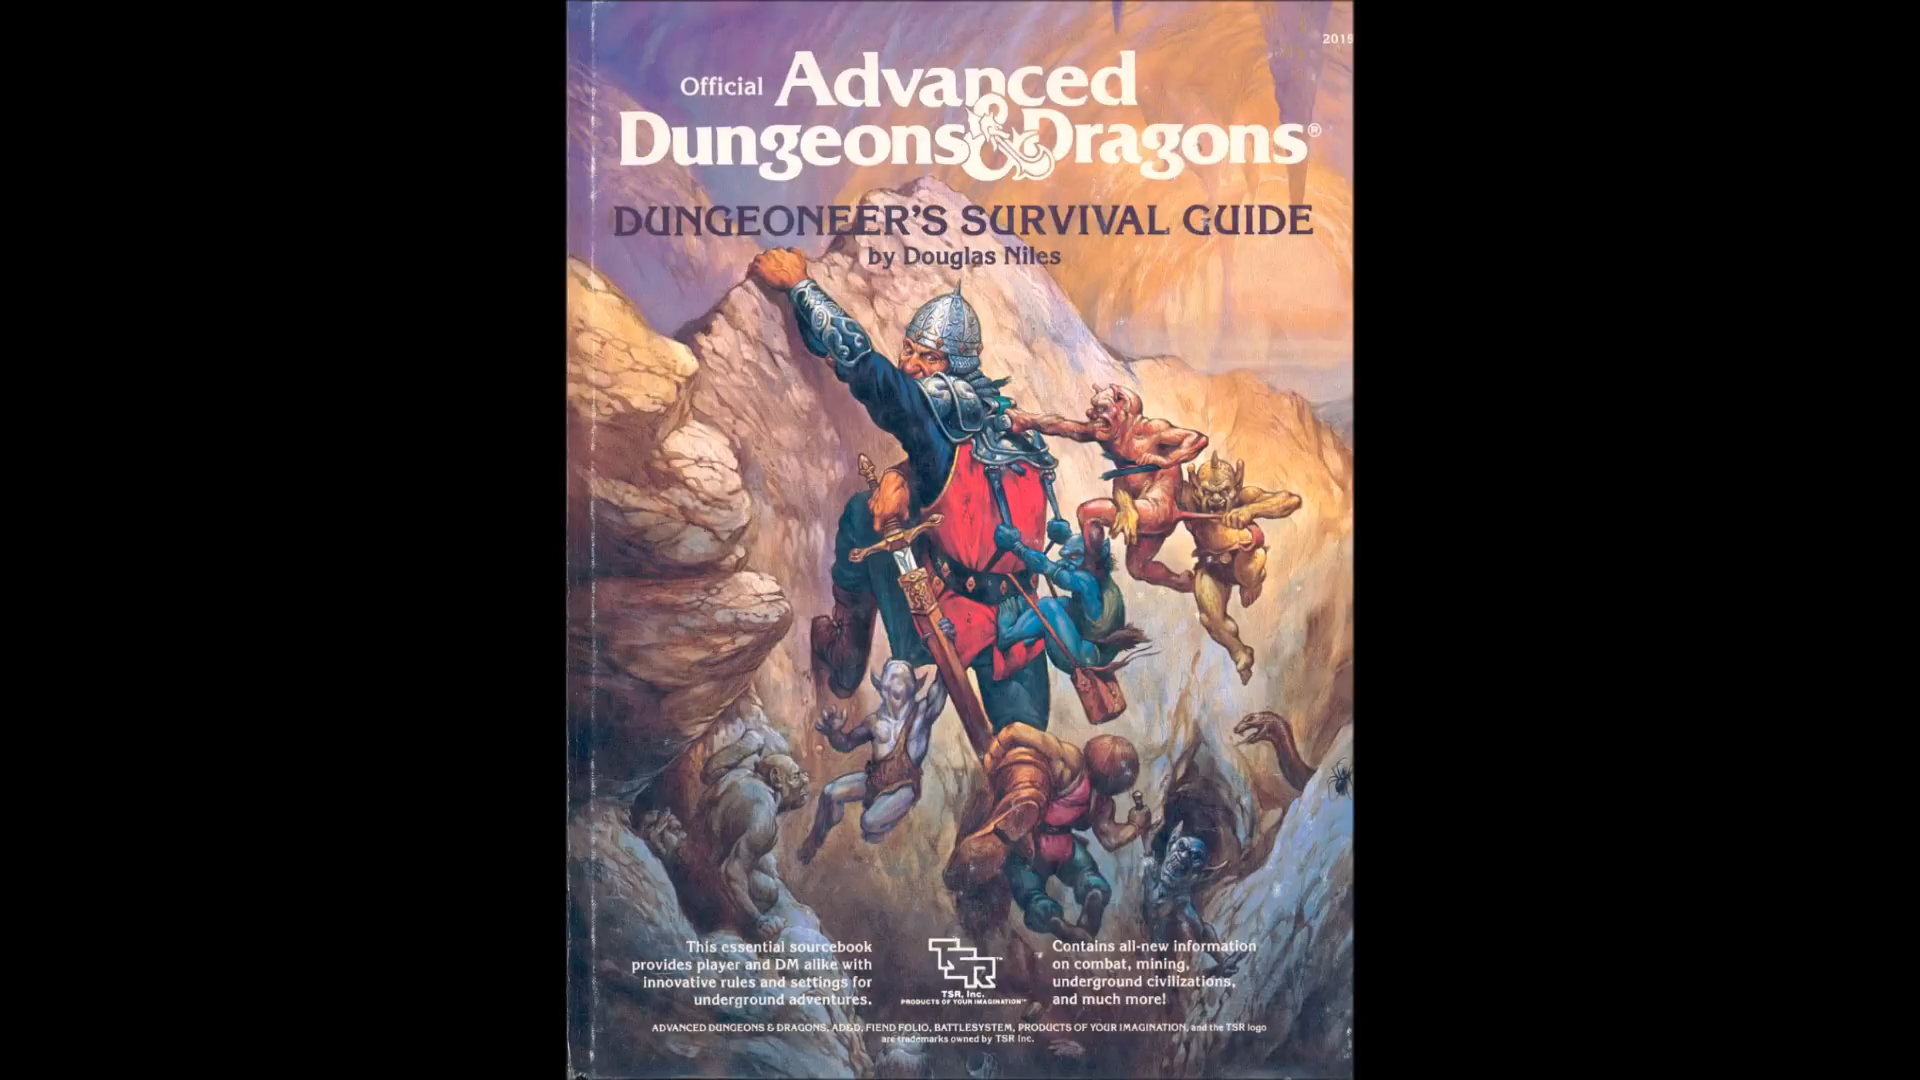 2019
Official Advanced
Dungeons & Dragons®
DUNGEONEER'S SURVIVAL GUIDE
by Douglas Niles
This essential sourcebook
provides player and DM alike with
innovative rules and settings for
underground adventures.
TSR™
TSR, Inc.
PRODUCTS OF YOUR IMAGINATION™
Contains all-new information
on combat, mining,
underground civilizations,
and much more!
ADVANCED DUNGEONS & DRAGONS, AD&D, FIEND FOLIO, BATTLESYSTEM, PRODUCTS OF YOUR IMAGINATION, and the TSR logo
are trademarks owned by TSR Inc.